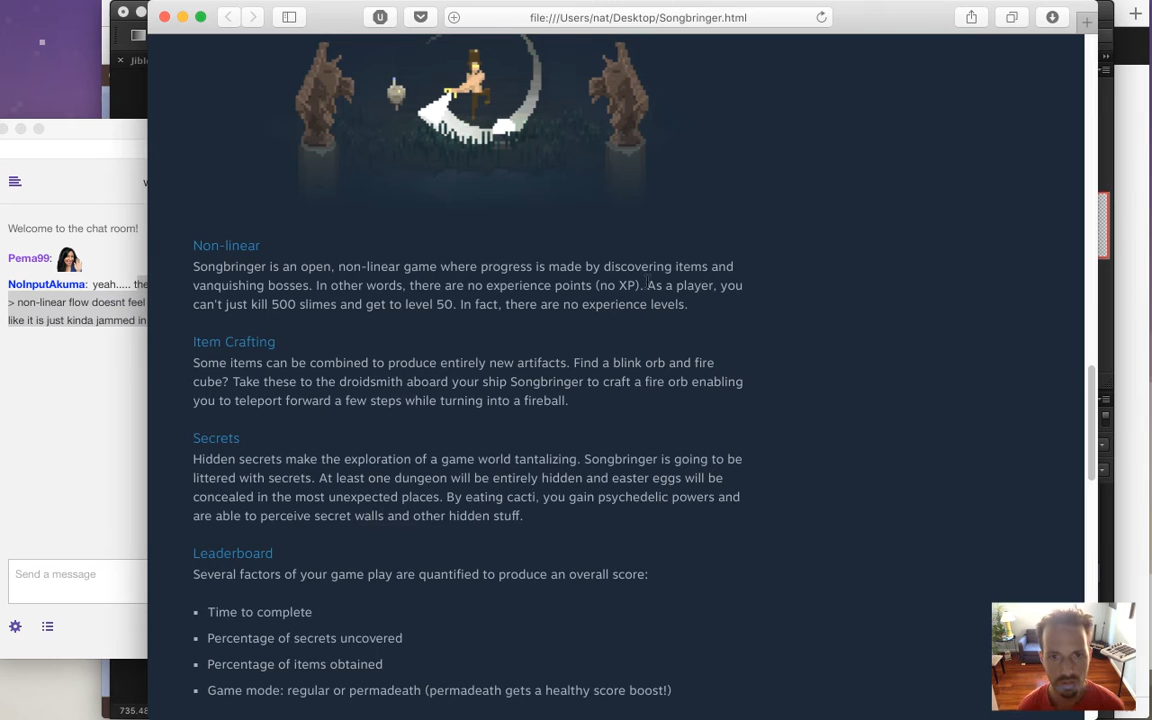 file:///Users/nat/Desktop/Songbringer.html
Jible
Welcome to the chat room!
Pema99:
NoInputAkuma: yeah..... the
> non-linear flow doesnt feel
like it is just kinda jammed in
Send a message
Non-linear
Songbringer is an open, non-linear game where progress is made by discovering items and
vanquishing bosses. In other words, there are no experience points (no XP). As a player, you
can't just kill 500 slimes and get to level 50. In fact, there are no experience levels.
Item Crafting
Some items can be combined to produce entirely new artifacts. Find a blink orb and fire
cube? Take these to the droidsmith aboard your ship Songbringer to craft a fire orb enabling
you to teleport forward a few steps while turning into a fireball.
Secrets
Hidden secrets make the exploration of a game world tantalizing. Songbringer is going to be
littered with secrets. At least one dungeon will be entirely hidden and easter eggs will be
concealed in the most unexpected places. By eating cacti, you gain psychedelic powers and
are able to perceive secret walls and other hidden stuff.
Leaderboard
Several factors of your game play are quantified to produce an overall score:
▪ Time to complete
▪ Percentage of secrets uncovered
▪ Percentage of items obtained
▪ Game mode: regular or permadeath (permadeath gets a healthy score boost!)
735.48